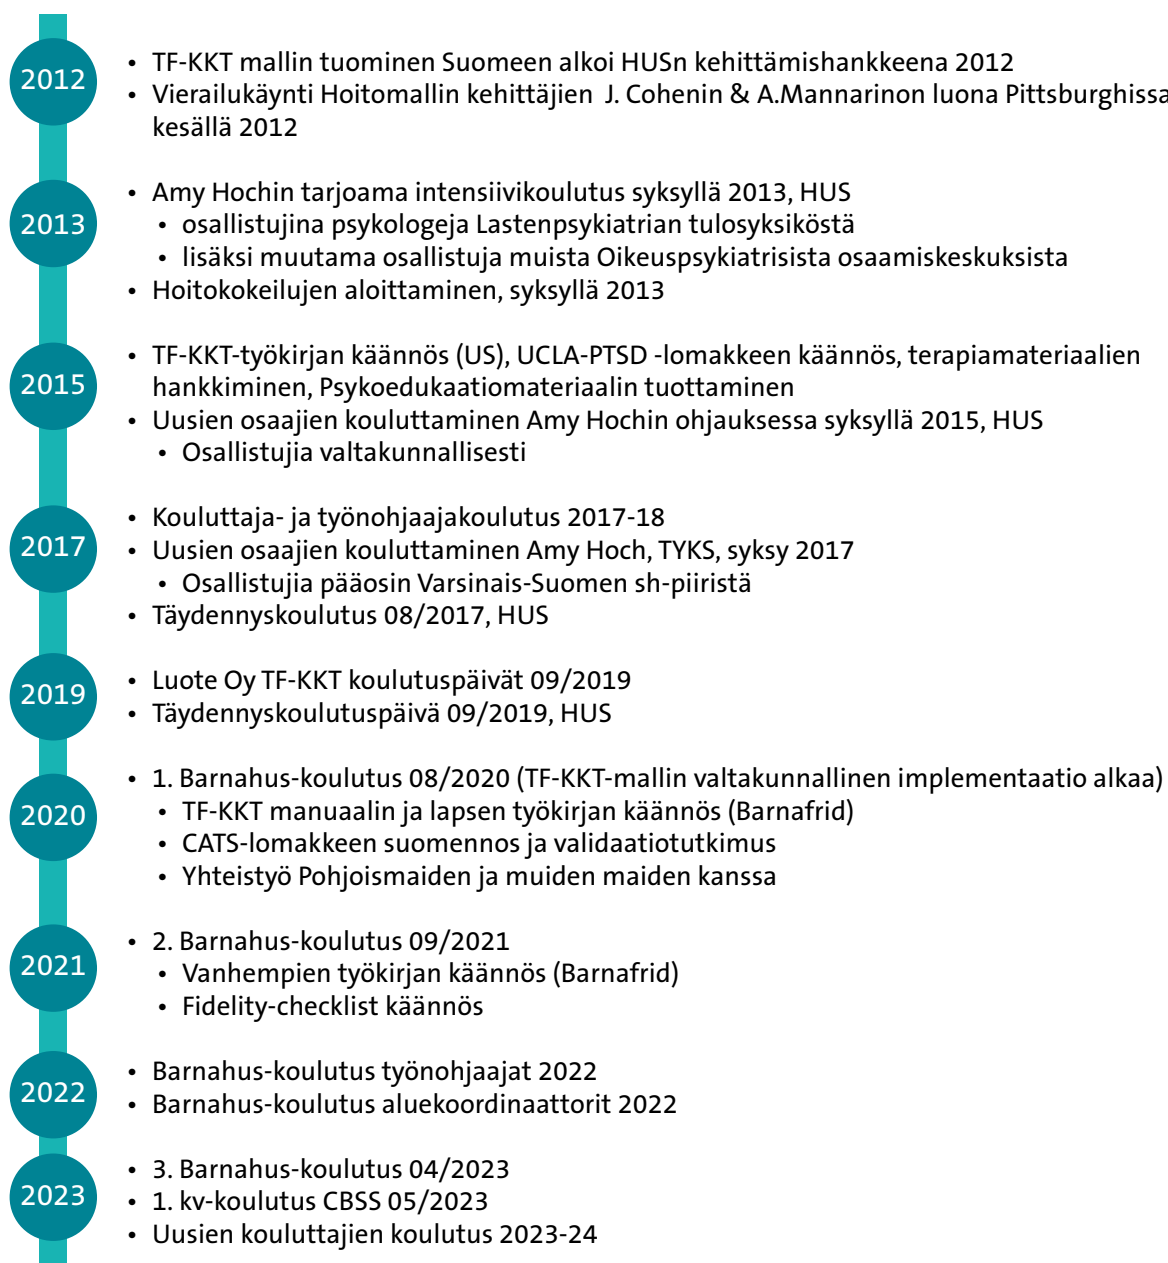 2012
• TF-KKT mallin tuominen Suomeen alkoi HUSn kehittämishankkeena 2012
• Vierailukäynti Hoitomallin kehittäjien J. Cohenin & A.Mannarinon luona Pittsburghissa
kesällä 2012
2013
• Amy Hochin tarjoama intensiivikoulutus syksyllä 2013, HUS
• osallistujina psykologeja Lastenpsykiatrian tulosyksiköstä
• lisäksi muutama osallistuja muista Oikeuspsykiatrisista osaamiskeskuksista
• Hoitokokeilujen aloittaminen, syksyllä 2013
2015
• TF-KKT-työkirjan käännös (US), UCLA-PTSD -lomakkeen käännös, terapiamateriaalien
hankkiminen, Psykoedukaatiomateriaalin tuottaminen
• Uusien osaajien kouluttaminen Amy Hochin ohjauksessa syksyllä 2015, HUS
• Osallistujia valtakunnallisesti
2017
• Kouluttaja- ja työnohjaajakoulutus 2017-18
• Uusien osaajien kouluttaminen Amy Hoch, TYKS, syksy 2017
• Osallistujia pääosin Varsinais-Suomen sh-piiristä
• Täydennyskoulutus 08/2017, HUS
2019
• Luote Oy TF-KKT koulutuspäivät 09/2019
• Täydennyskoulutuspäivä 09/2019, HUS
2020
• 1. Barnahus-koulutus 08/2020 (TF-KKT-mallin valtakunnallinen implementaatio alkaa)
• TF-KKT manuaalin ja lapsen työkirjan käännös (Barnafrid)
• CATS-lomakkeen suomennos ja validaatiotutkimus
• Yhteistyö Pohjoismaiden ja muiden maiden kanssa
2021
• 2. Barnahus-koulutus 09/2021
• Vanhempien työkirjan käännös (Barnafrid)
• Fidelity-checklist käännös
2022
• Barnahus-koulutus työnohjaajat 2022
• Barnahus-koulutus aluekoordinaattorit 2022
2023
• 3. Barnahus-koulutus 04/2023
• 1. kv-koulutus CBSS 05/2023
• Uusien kouluttajien koulutus 2023-24